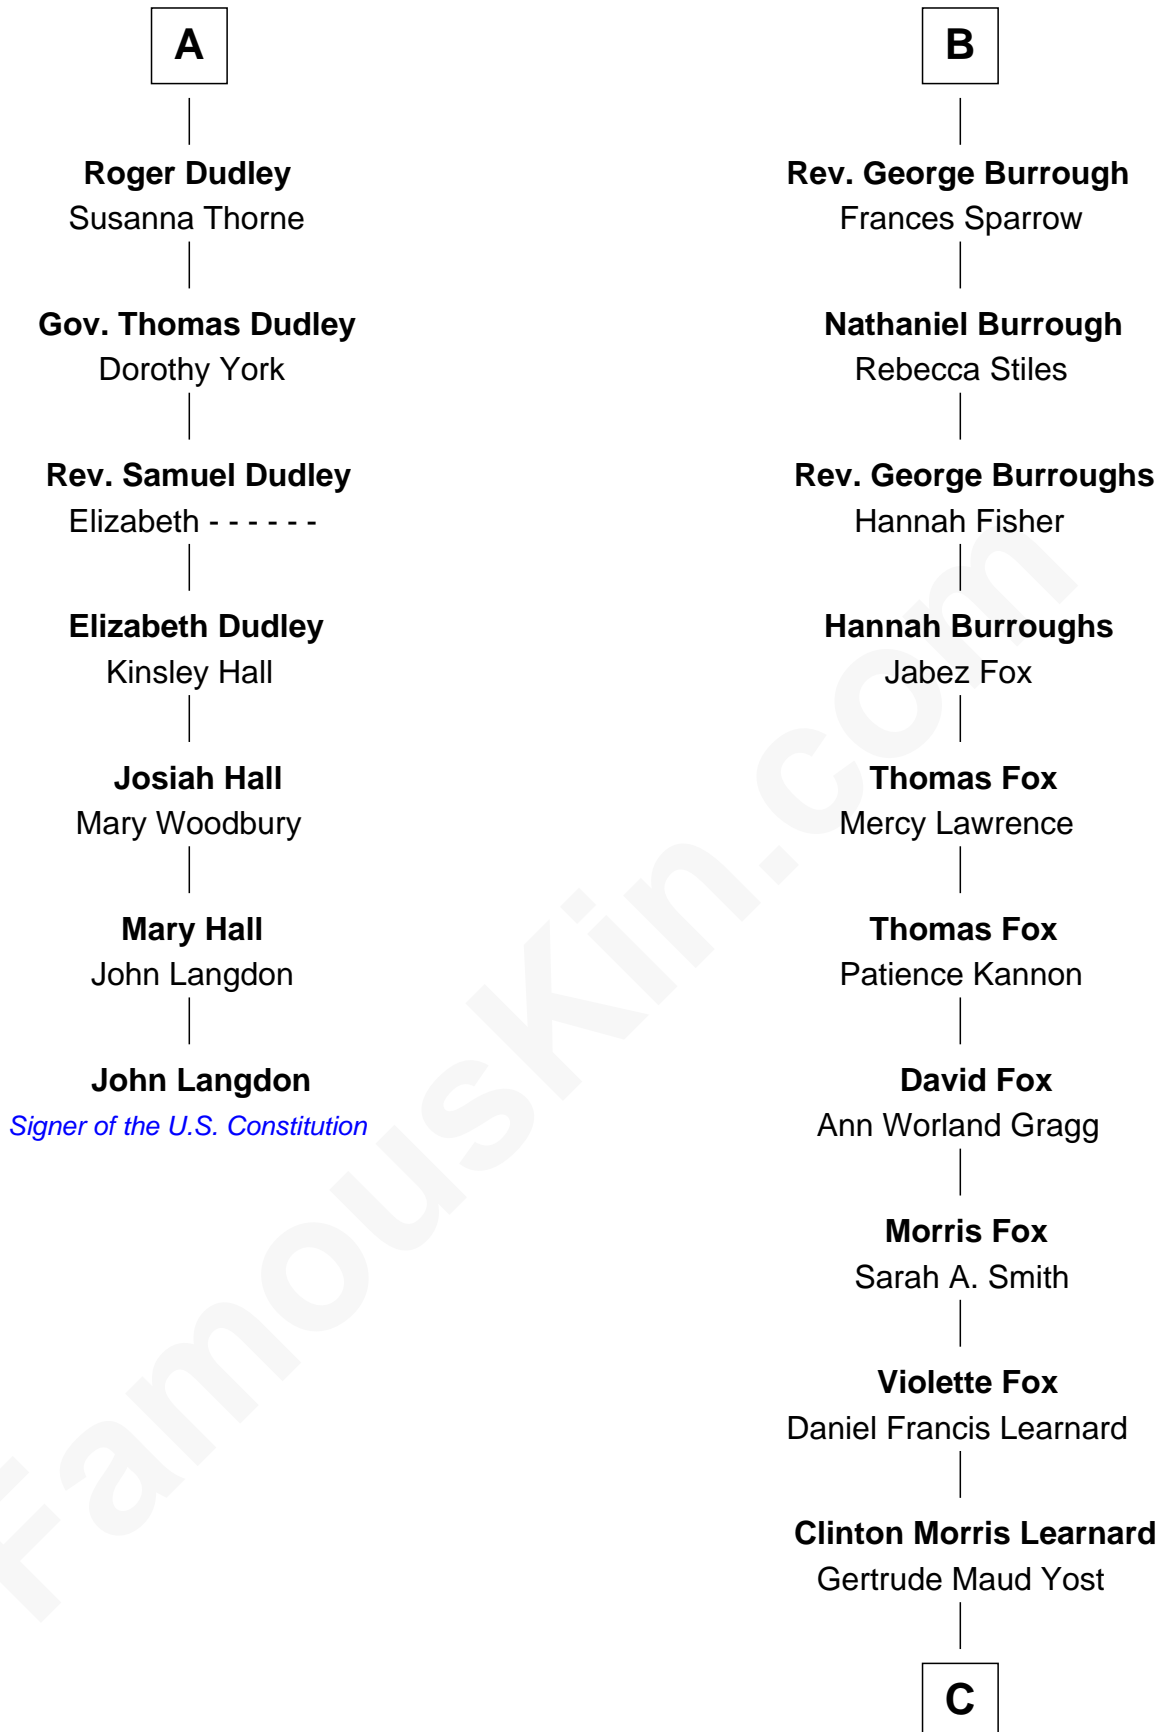 A
Roger Dudley
Susanna Thorne
Gov. Thomas Dudley
Dorothy York
Rev. Samuel Dudley
Elizabeth - - - - - -
Elizabeth Dudley
Kinsley Hall
Josiah Hall
Mary Woodbury
Mary Hall
John Langdon
John Langdon
Signer of the U.S. Constitution
B
Rev. George Burrough
Frances Sparrow
Nathaniel Burrough
Rebecca Stiles
Rev. George Burroughs
Hannah Fisher
Hannah Burroughs
Jabez Fox
Thomas Fox
Mercy Lawrence
Thomas Fox
Patience Kannon
David Fox
Ann Worland Gragg
Morris Fox
Sarah A. Smith
Violette Fox
Daniel Francis Learnard
Clinton Morris Learnard
Gertrude Maud Yost
C
FamousKin.com